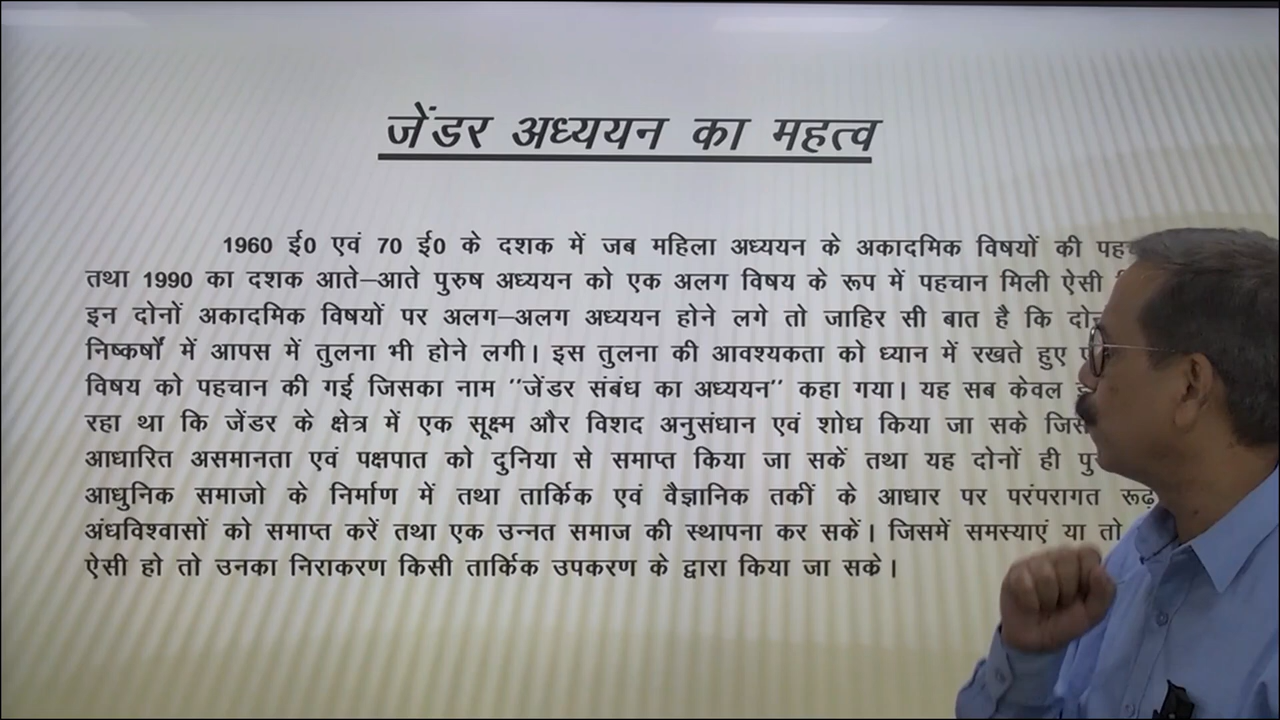 जेंडर अध्ययन का महत्व
1960 ई0 एवं 70 ई0 के दशक में जब महिला अध्ययन के अकादमिक विषयों की
तथा 1990 का दशक आते–आते पुरुष अध्ययन को एक अलग विषय के रूप में पहचान मिली ऐसी
इन दोनों अकादमिक विषयों पर अलग–अलग अध्ययन होने लगे तो जाहिर सी बात है कि
निष्कर्षों में आपस में तुलना भी होने लगी। इस तुलना की आवश्यकता को ध्यान में रखते हुए
विषय को पहचान की गई जिसका नाम ''जेंडर संबंध का अध्ययन'' कहा गया। यह सब केवल
रहा था कि जेंडर के क्षेत्र में एक सूक्ष्म और विशद अनुसंधान एवं शोध किया जा सके
आधारित असमानता एवं पक्षपात को दुनिया से समाप्त किया जा सकें तथा यह दोनों ही
आधुनिक समाजो के निर्माण में तथा तार्किक एवं वैज्ञानिक तर्कों के आधार पर परंपरागत
अंधविश्वासों को समाप्त करें तथा एक उन्नत समाज की स्थापना कर सकें। जिसमें समस्याएं या तो
ऐसी हो तो उनका निराकरण किसी तार्किक उपकरण के द्वारा किया जा सके।